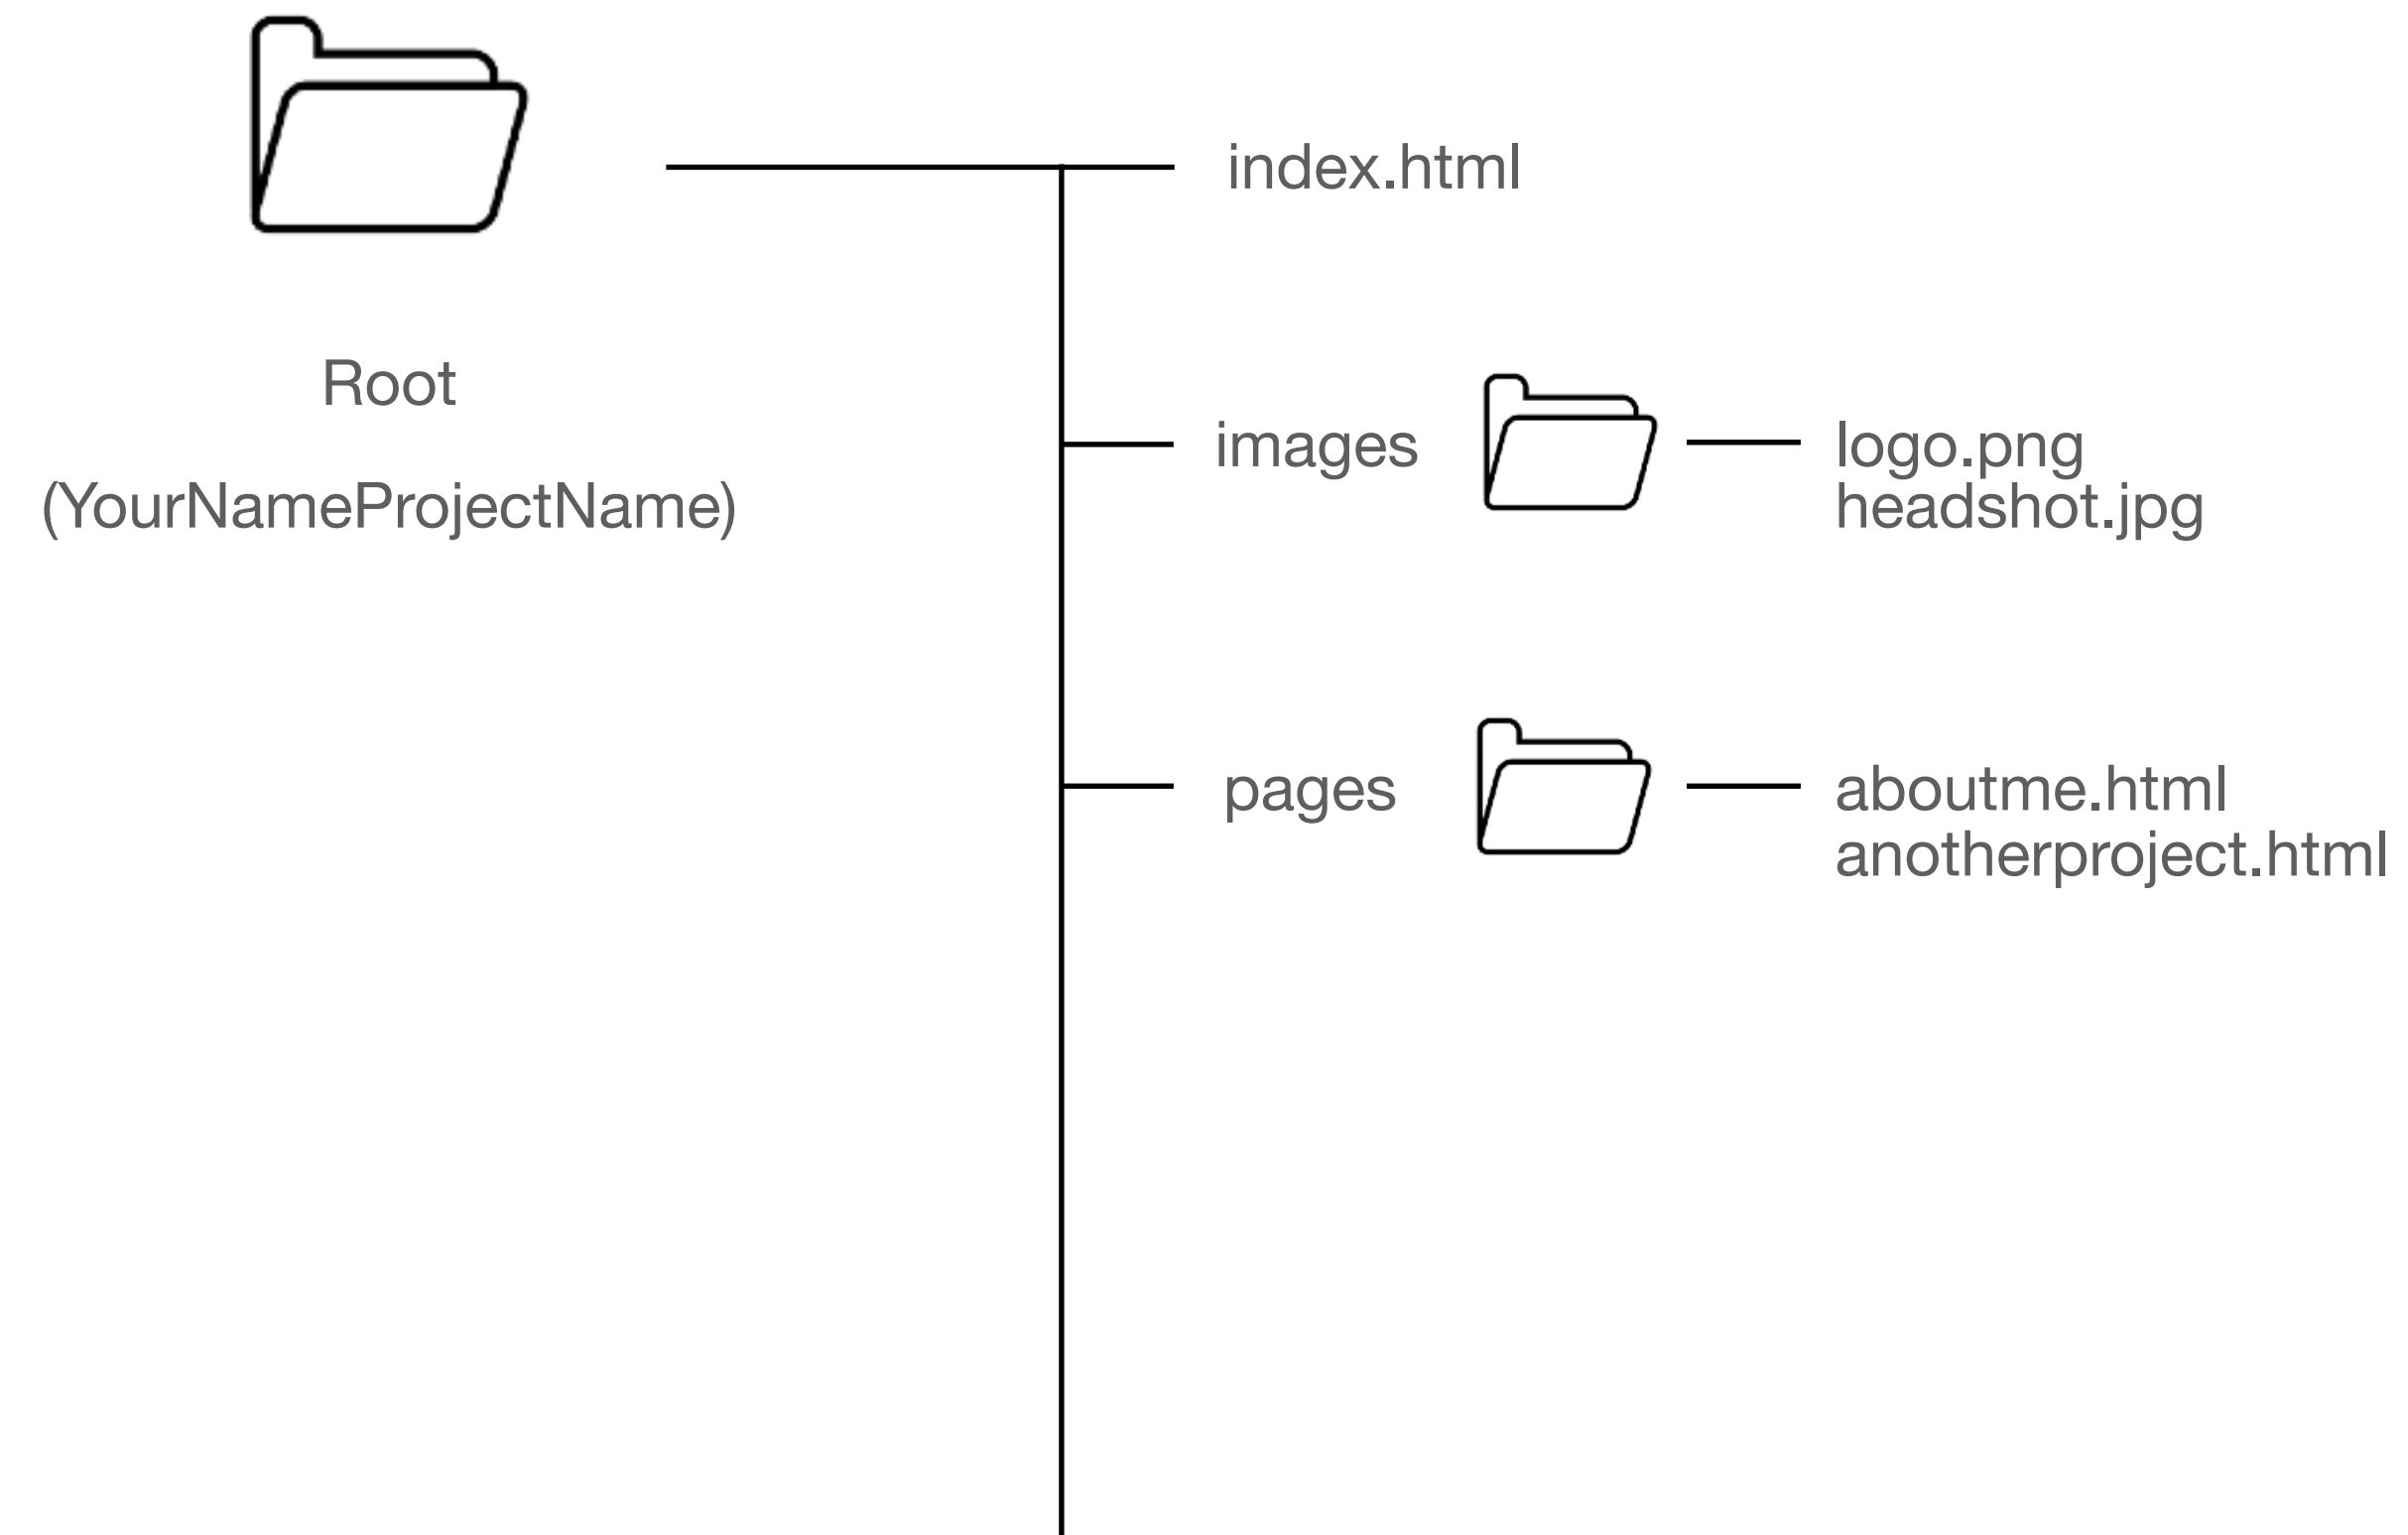 index.html
Root
(YourNameProjectName)
images
logo.png
headshot.jpg
pages
aboutme.html
anotherproject.html